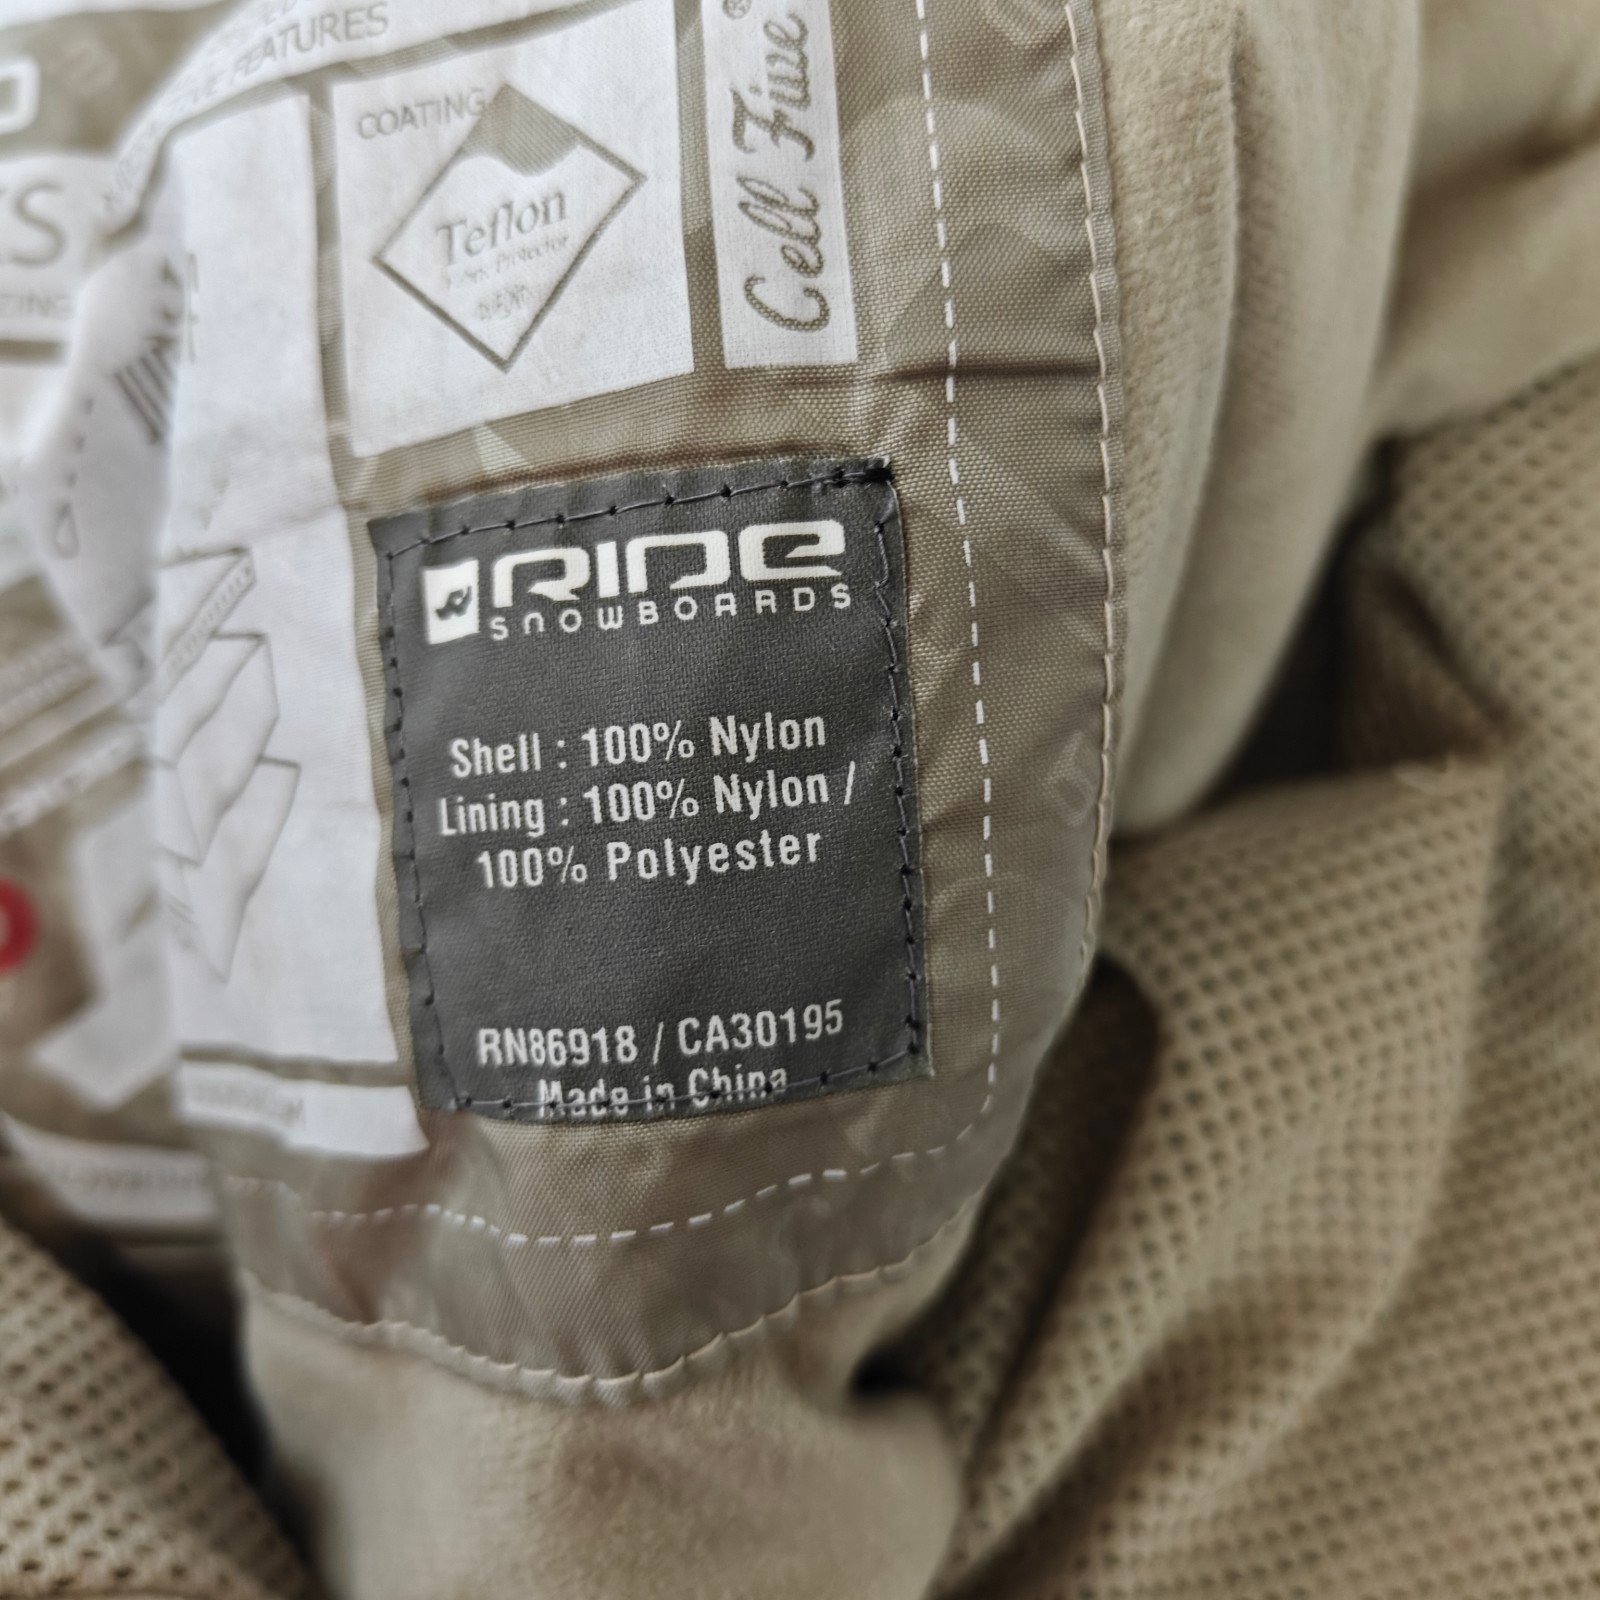 FEATURES
COATING
Teflon
Cell Five®
RIDE
SNOWBOARDS
Shell : 100% Nylon
Lining : 100% Nylon /
100% Polyester
RN86918 / CA30195
Made in China